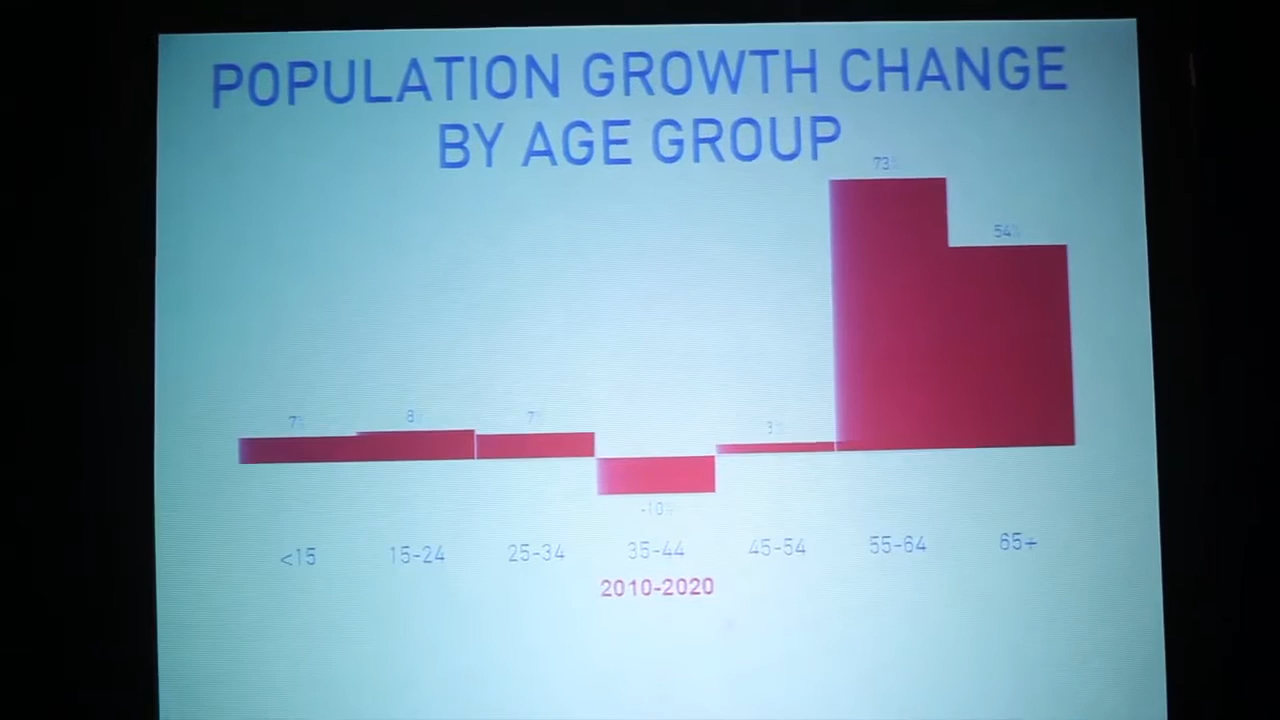 POPULATION GROWTH CHANGE
BY AGE GROUP
73%
54%
7%
8%
7%
3%
-10%
<15 15-24 25-34 35-44 45-54 55-64 65+
2010-2020